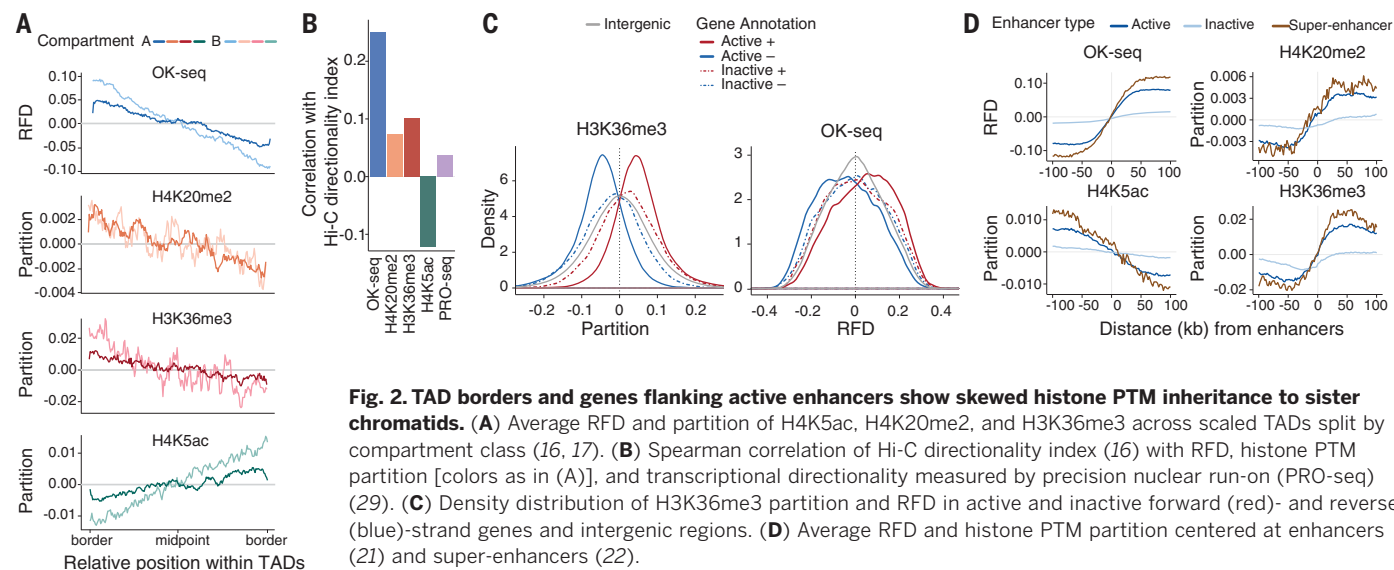 A
Compartment A B
OK-seq
RFD
0.10
0.05
0.00
-0.05
-0.10
H4K20me2
Partition
0.002
0.000
-0.002
-0.004
H3K36me3
Partition
0.02
0.00
-0.02
H4K5ac
Partition
0.01
0.00
-0.01
border midpoint border
Relative position within TADs
B
Correlation with
Hi-C directionality index
0.2
0.1
0.0
-0.1
OK-seq
H4K20me2
H3K36me3
H4K5ac
PRO-seq
C
Intergenic
Gene Annotation
Active +
Active –
Inactive +
Inactive –
H3K36me3
Density
6
4
2
0
-0.2 -0.1 0 0.1 0.2
Partition
OK-seq
3
2
1
0
-0.4 -0.2 0 0.2 0.4
RFD
D
Enhancer type Active Inactive Super-enhancer
OK-seq
RFD
0.10
0.00
-0.10
-100 -50 0 50 100
H4K20me2
Partition
0.006
0.003
0.000
-0.003
-100 -50 0 50 100
H4K5ac
Partition
0.010
0.000
-0.010
-100 -50 0 50 100
H3K36me3
Partition
0.02
0.00
-0.02
-100 -50 0 50 100
Distance (kb) from enhancers
Fig. 2. TAD borders and genes flanking active enhancers show skewed histone PTM inheritance to sister
chromatids. (A) Average RFD and partition of H4K5ac, H4K20me2, and H3K36me3 across scaled TADs split by
compartment class (16, 17). (B) Spearman correlation of Hi-C directionality index (16) with RFD, histone PTM
partition [colors as in (A)], and transcriptional directionality measured by precision nuclear run-on (PRO-seq)
(29). (C) Density distribution of H3K36me3 partition and RFD in active and inactive forward (red)- and reverse
(blue)-strand genes and intergenic regions. (D) Average RFD and histone PTM partition centered at enhancers
(21) and super-enhancers (22).